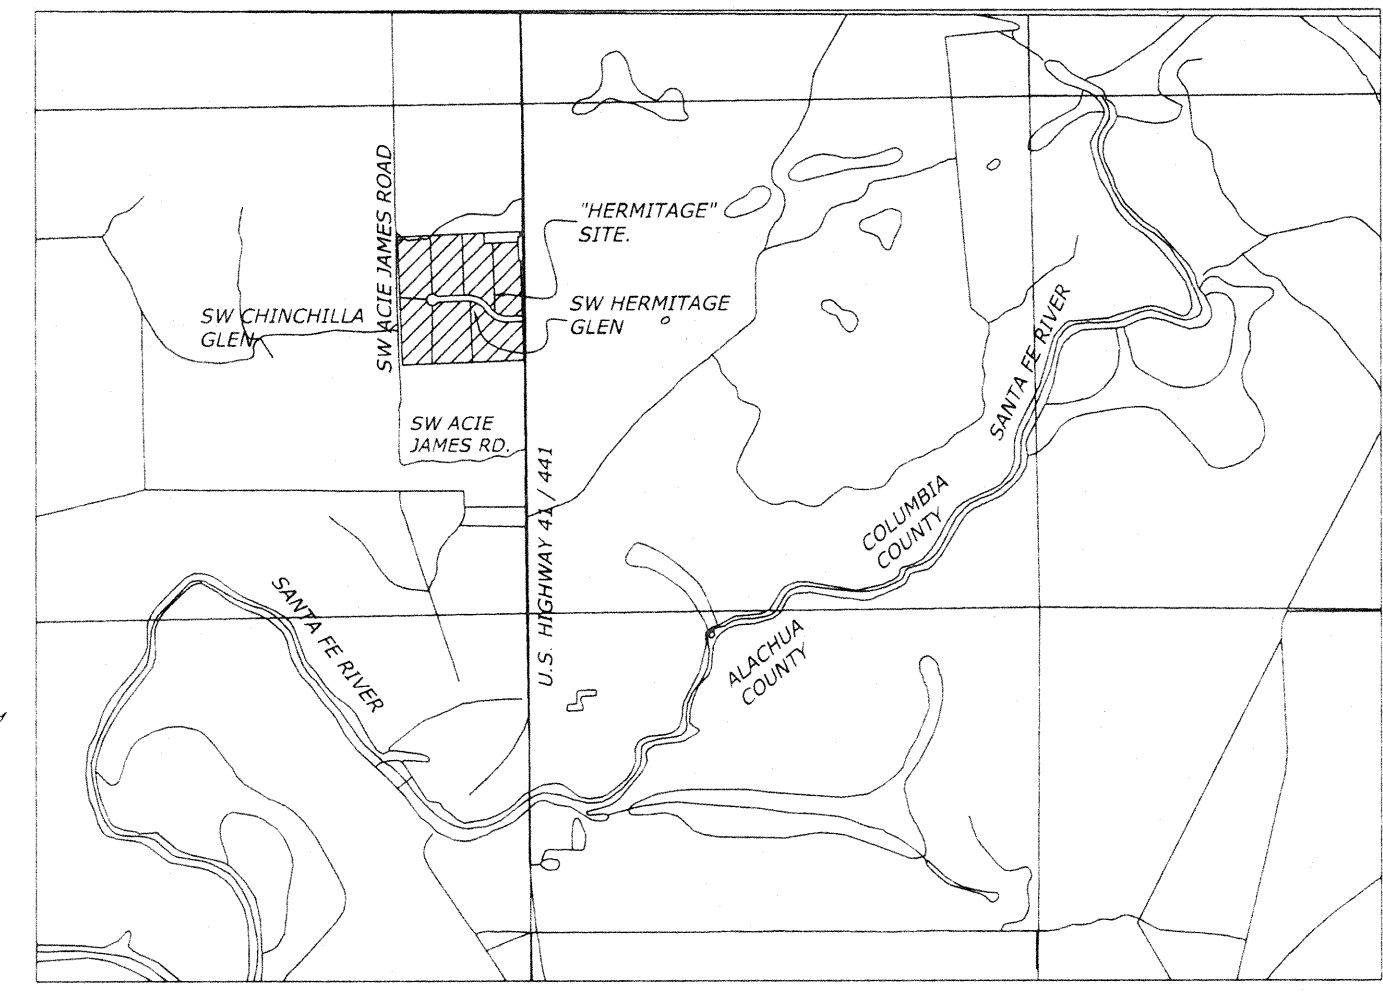 SW ACIE JAMES ROAD
"HERMITAGE"
SITE.
SW HERMITAGE
GLEN
SW CHINCHILLA
GLEN
SW ACIE
JAMES RD.
U.S. HIGHWAY 41 / 441
SANTA FE RIVER
COLUMBIA
COUNTY
ALACHUA
COUNTY
SANTA FE RIVER